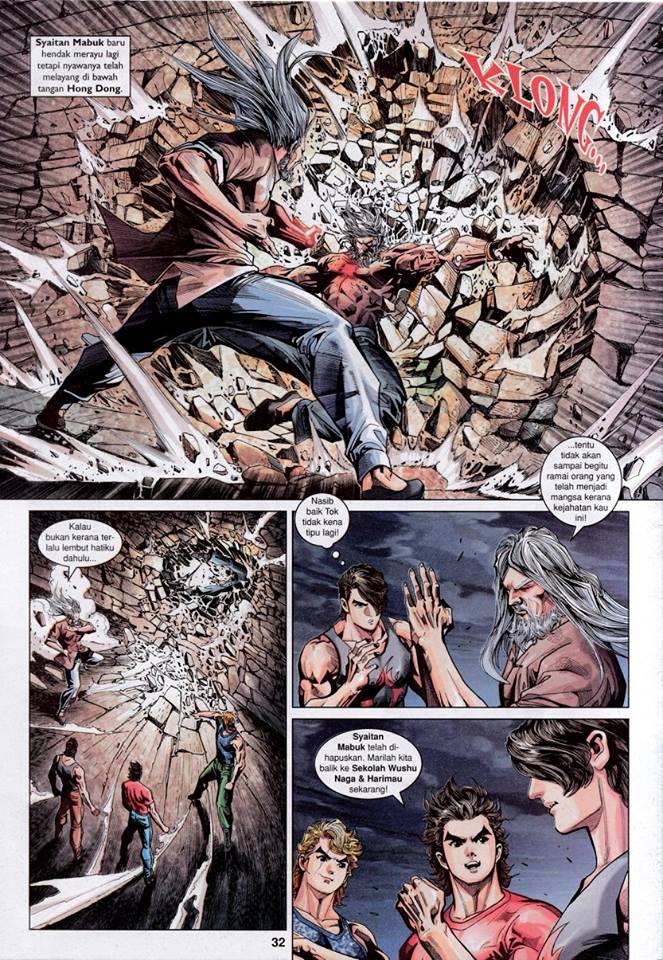 Syaitan Mabuk baru
hendak merayu lagi
tetapi nyawanya telah
melayang di bawah
tangan Hong Dong.
KLONG...
Kalau
bukan kerana ter-
lalu lembut hatiku
dahulu...
...tentu
tidak akan
sampai begitu
ramai orang yang
telah menjadi
mangsa kerana
kejahatan kau
ini!
Nasib
baik Tok
tidak kena
tipu lagi!
Syaitan
Mabuk telah di-
hapuskan. Marilah kita
balik ke Sekolah Wushu
Naga & Harimau
sekarang!
32